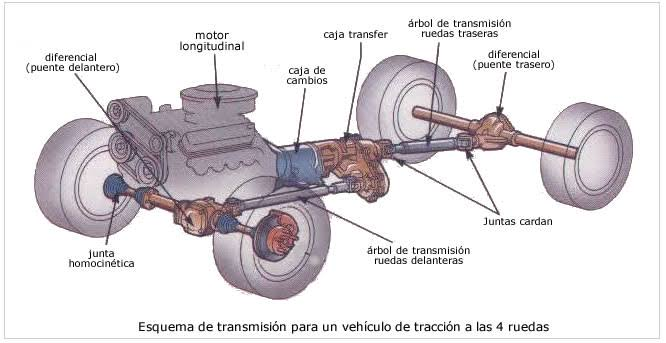 motor
longitudinal
diferencial
(puente delantero)
caja de
cambios
caja transfer
árbol de transmisión
ruedas traseras
diferencial
(puente trasero)
Juntas cardan
junta
homocinética
árbol de transmisión
ruedas delanteras
Esquema de transmisión para un vehículo de tracción a las 4 ruedas